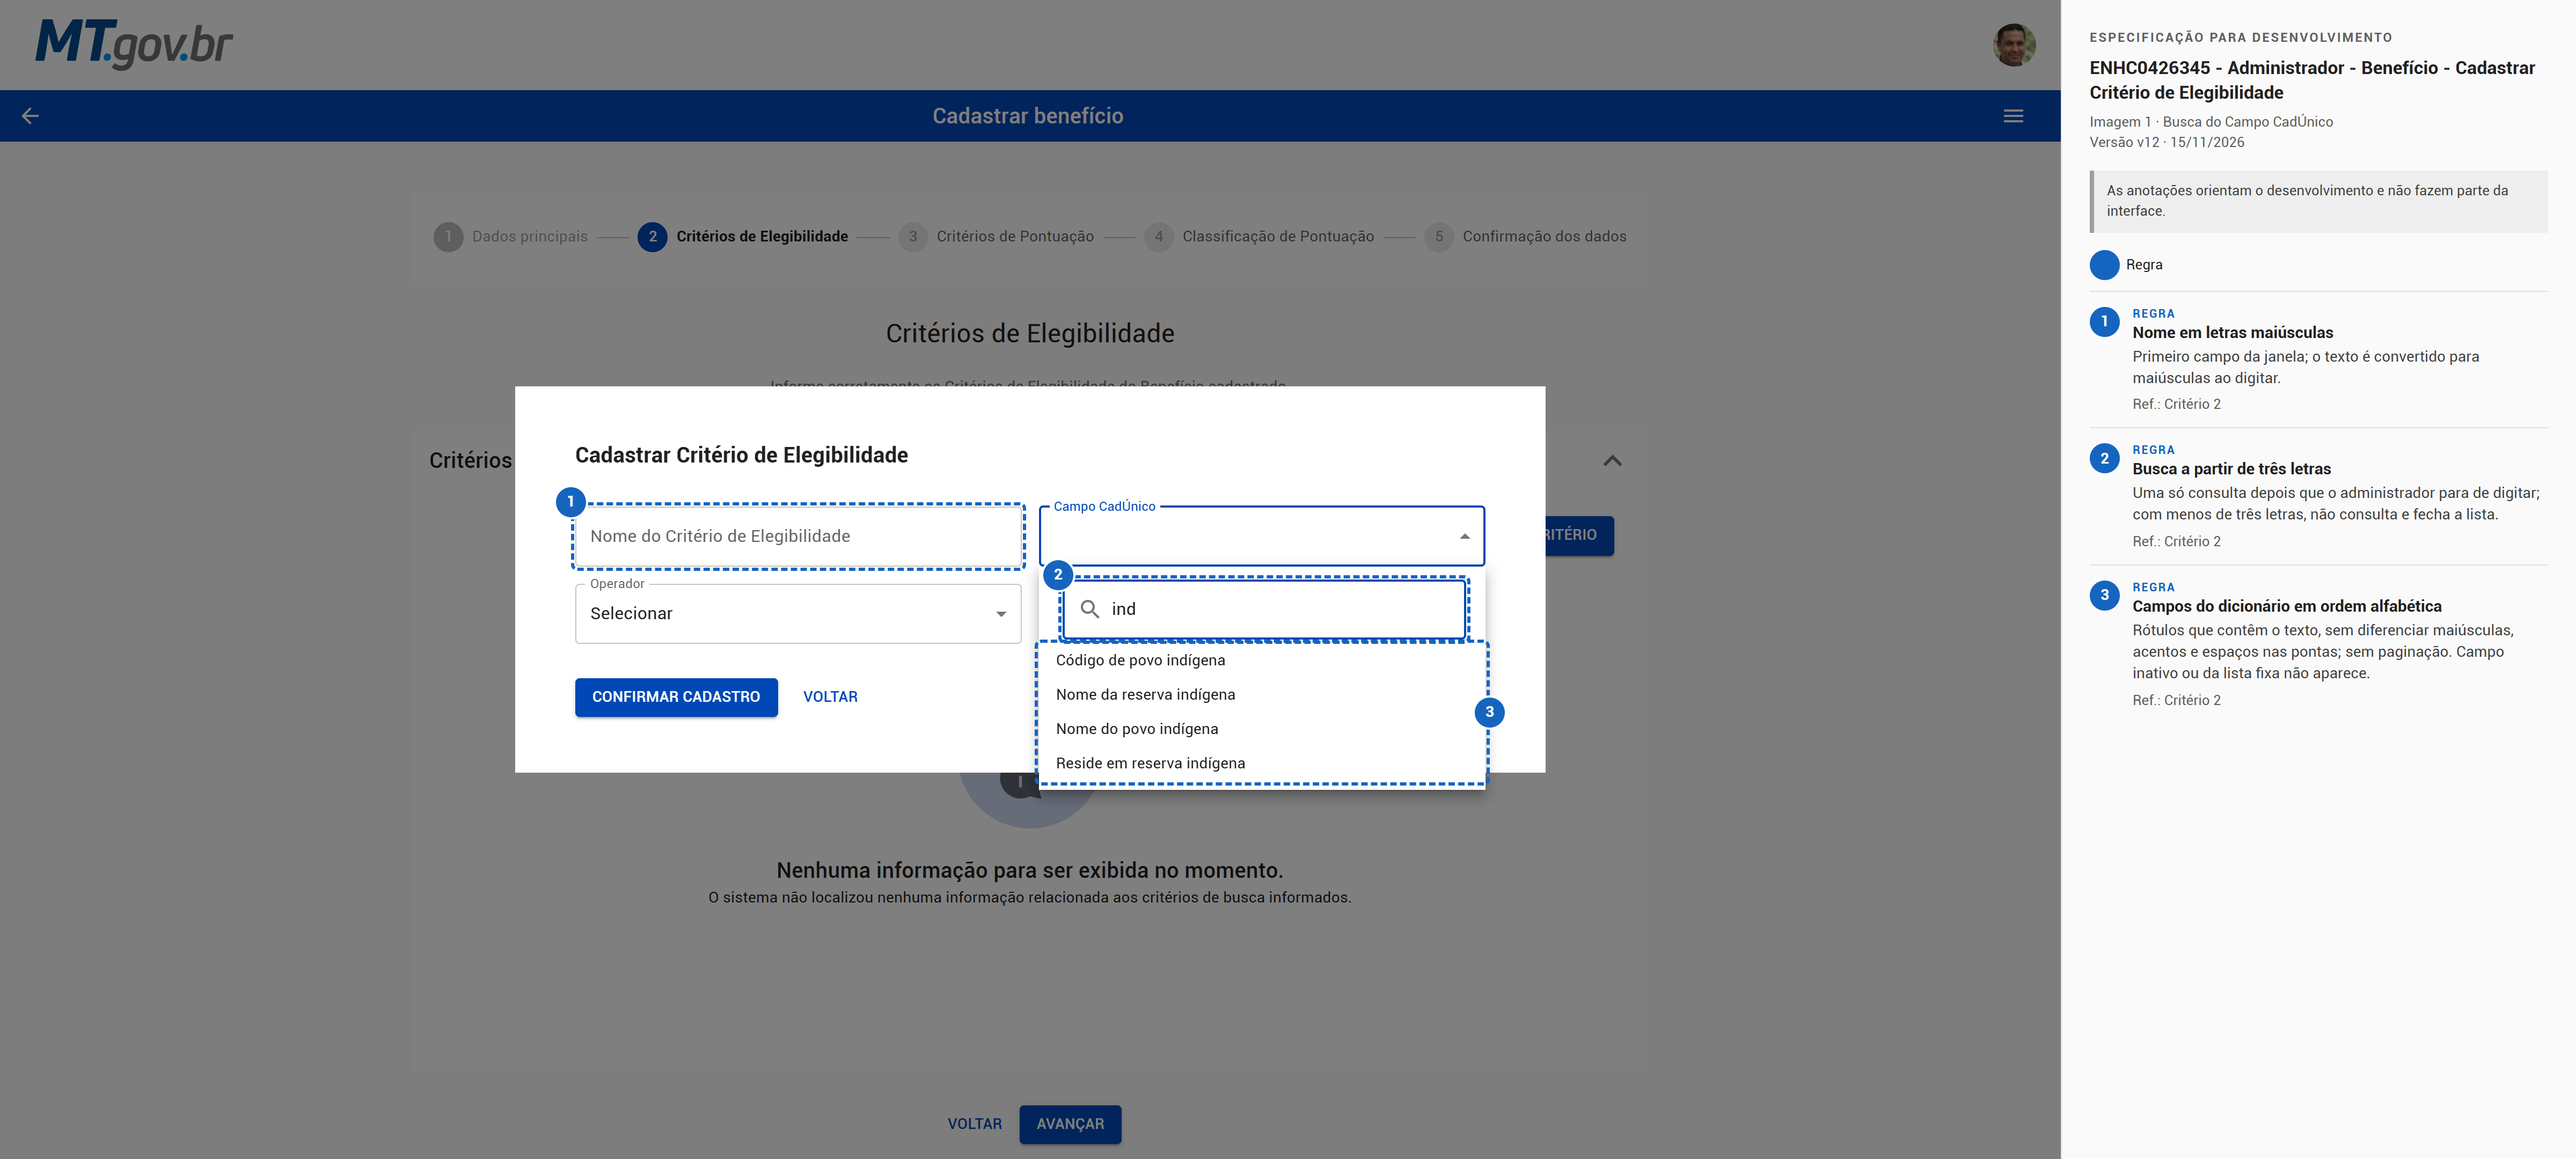 MT.gov.br
Cadastrar benefício
1 Dados principais
2 Critérios de Elegibilidade
3 Critérios de Pontuação
4 Classificação de Pontuação
5 Confirmação dos dados
Critérios de Elegibilidade
Informe corretamente os Critérios de Elegibilidade do Benefício cadastrado
Critérios
RITÉRIO
Cadastrar Critério de Elegibilidade
1
Nome do Critério de Elegibilidade
Campo CadÚnico
Operador
Selecionar
2
ind
Código de povo indígena
Nome da reserva indígena
Nome do povo indígena
Reside em reserva indígena
3
CONFIRMAR CADASTRO
VOLTAR
Nenhuma informação para ser exibida no momento.
O sistema não localizou nenhuma informação relacionada aos critérios de busca informados.
VOLTAR
AVANÇAR
ESPECIFICAÇÃO PARA DESENVOLVIMENTO
ENHC0426345 - Administrador - Benefício - Cadastrar
Critério de Elegibilidade
Imagem 1 · Busca do Campo CadÚnico
Versão v12 · 15/11/2026
As anotações orientam o desenvolvimento e não fazem parte da
interface.
Regra
1
REGRA
Nome em letras maiúsculas
Primeiro campo da janela; o texto é convertido para
maiúsculas ao digitar.
Ref.: Critério 2
2
REGRA
Busca a partir de três letras
Uma só consulta depois que o administrador para de digitar;
com menos de três letras, não consulta e fecha a lista.
Ref.: Critério 2
3
REGRA
Campos do dicionário em ordem alfabética
Rótulos que contêm o texto, sem diferenciar maiúsculas,
acentos e espaços nas pontas; sem paginação. Campo
inativo ou da lista fixa não aparece.
Ref.: Critério 2